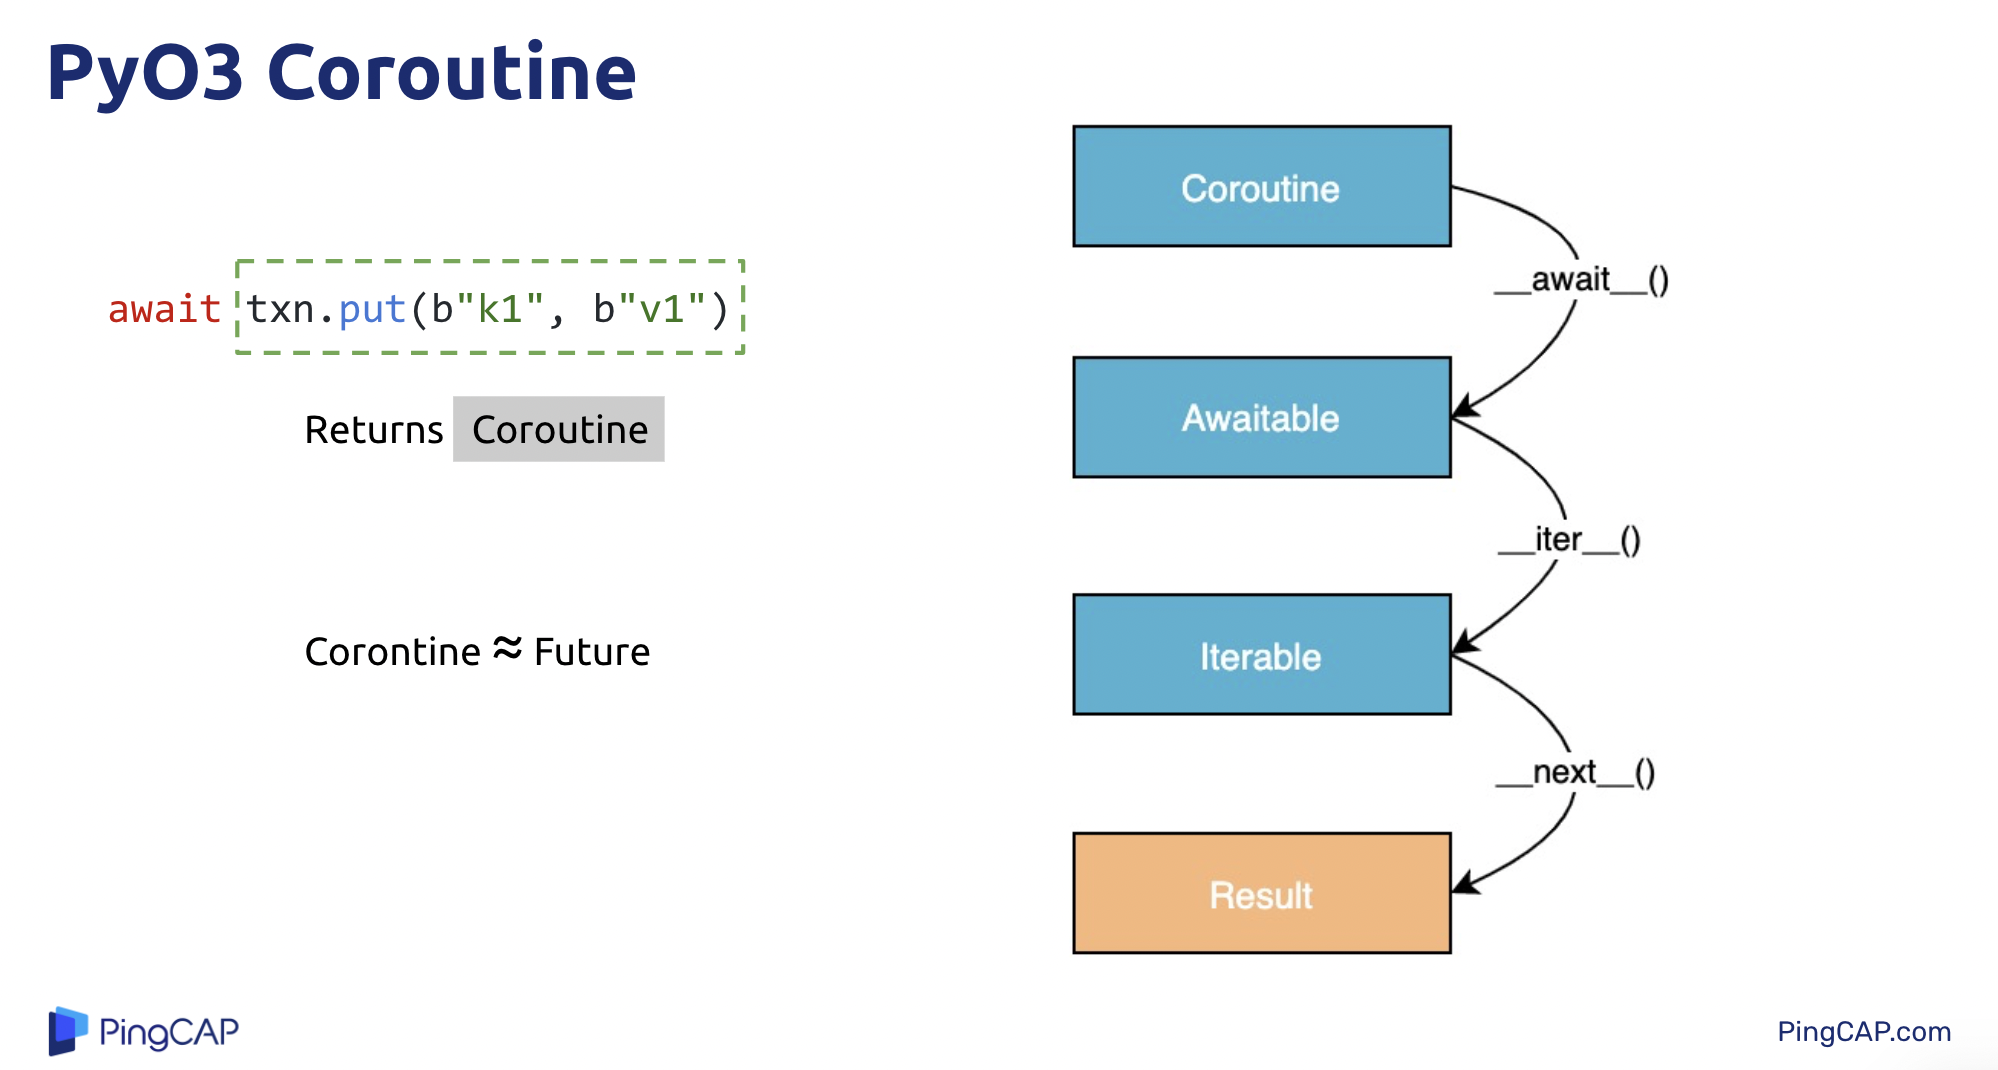 PyO3 Coroutine
await txn.put(b"k1", b"v1")
Returns Coroutine
Corontine ≈ Future
Coroutine
__await__()
Awaitable
__iter__()
Iterable
__next__()
Result
PingCAP
PingCAP.com